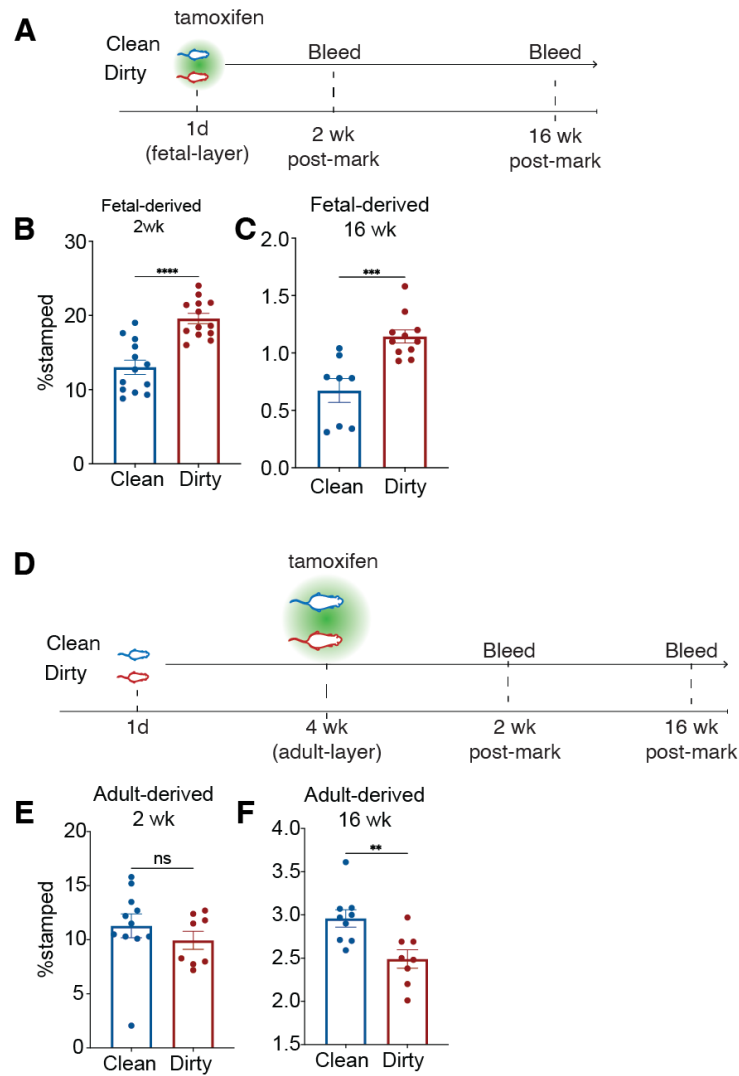 A
tamoxifen
Clean
Dirty
Bleed
Bleed
1d
(fetal-layer)
2 wk
post-mark
16 wk
post-mark
B
Fetal-derived
2wk
%stamped
30
20
10
0
****
Clean
Dirty
C
Fetal-derived
16 wk
2.0
1.5
1.0
0.5
0.0
***
Clean
Dirty
D
tamoxifen
Clean
Dirty
Bleed
Bleed
1d
4 wk
(adult-layer)
2 wk
post-mark
16 wk
post-mark
E
Adult-derived
2 wk
%stamped
20
15
10
5
0
ns
Clean
Dirty
F
Adult-derived
16 wk
4.0
3.5
3.0
2.5
2.0
1.5
**
Clean
Dirty